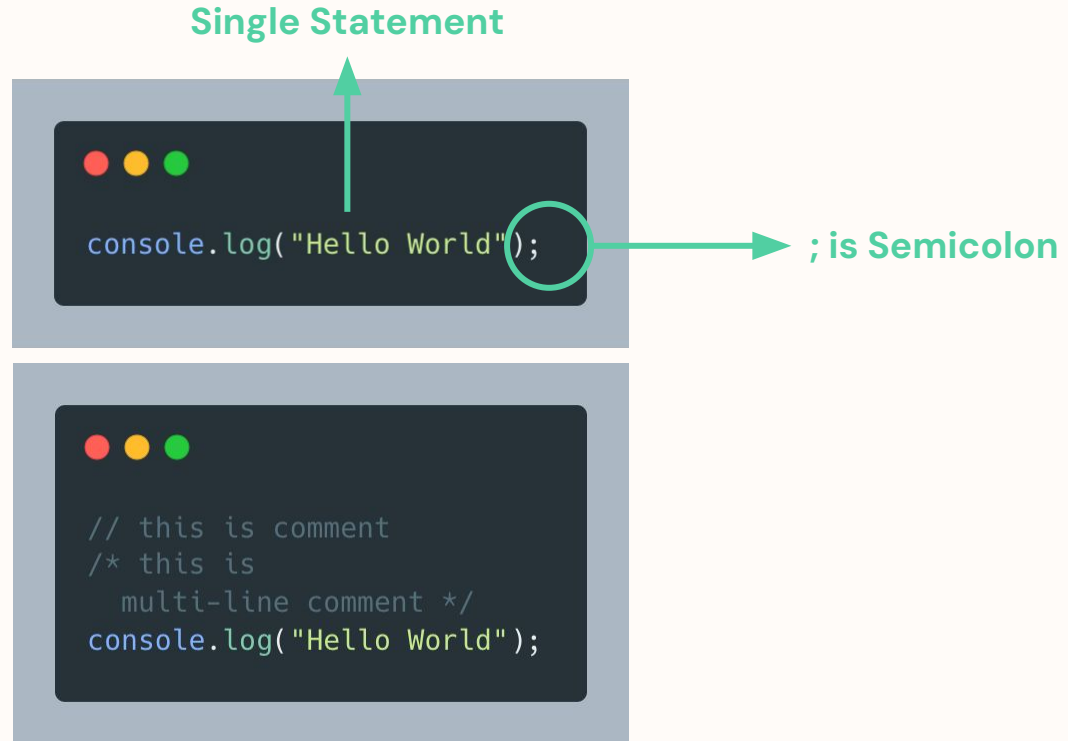 Single Statement
console.log("Hello World");
; is Semicolon
// this is comment
/* this is
multi-line comment */
console.log("Hello World");